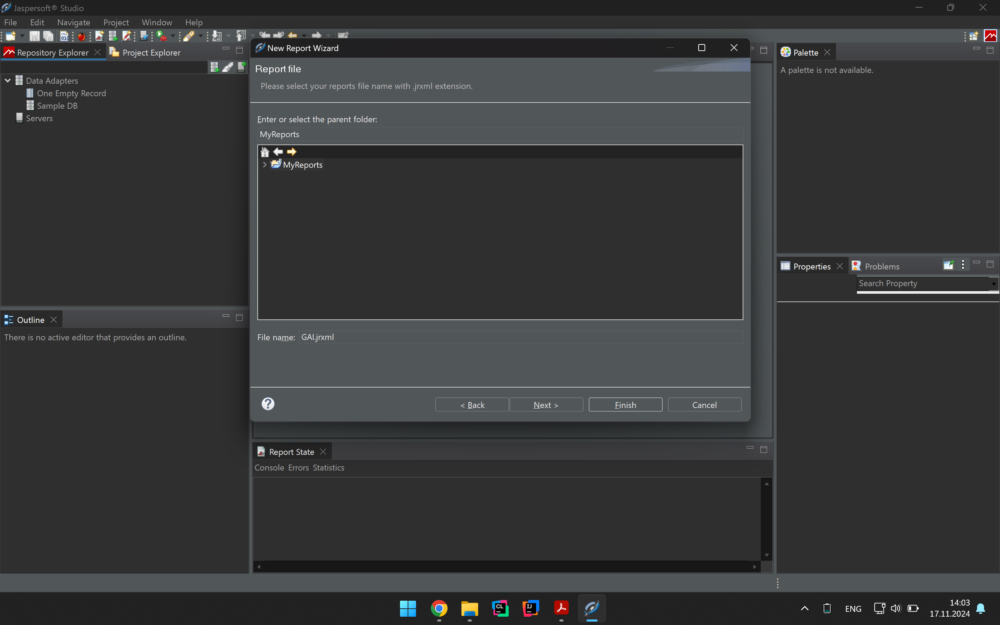 Jaspersoft® Studio
File Edit Navigate Project Window Help
Repository Explorer Project Explorer
Data Adapters
One Empty Record
Sample DB
Servers
Outline
There is no active editor that provides an outline.
New Report Wizard
Report file
Please select your reports file name with .jrxml extension.
Enter or select the parent folder:
MyReports
MyReports
File name: GAI.jrxml
< Back Next > Finish Cancel
Report State
Console Errors Statistics
Palette
A palette is not available.
Properties Problems
Search Property
CL
IJ
ENG
14:03
17.11.2024